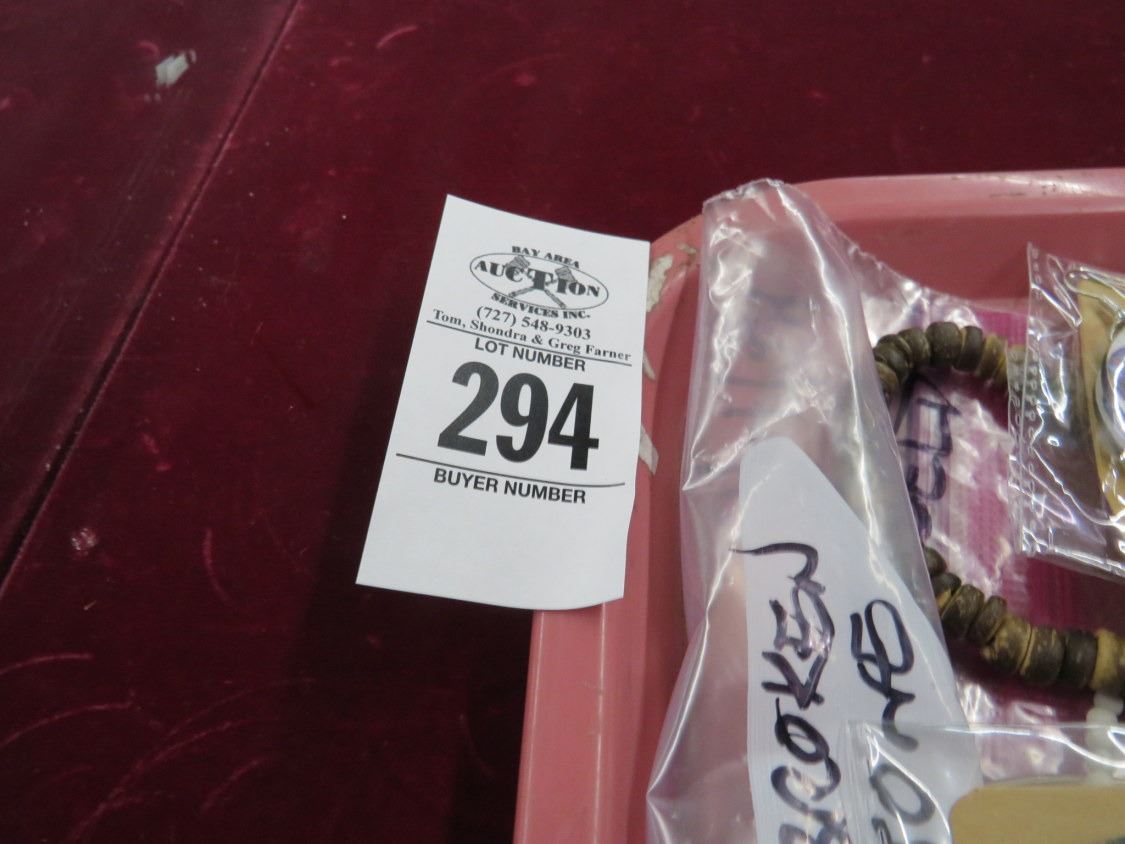 BAY AREA
AUCTION
SERVICES INC.
(727) 548-9303
Tom, Shondra & Greg Farner
LOT NUMBER
294
BUYER NUMBER